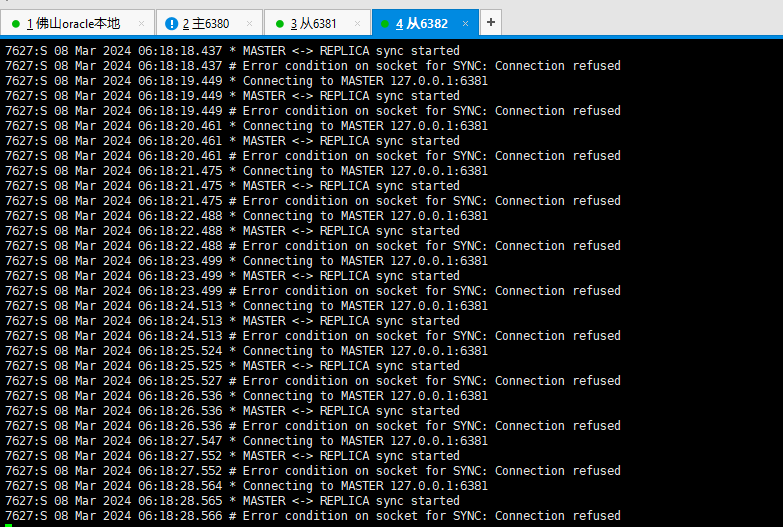 1 佛山oracle本地 × 2 主6380 × 3 从6381 × 4 从6382 × +
7627:S 08 Mar 2024 06:18:18.437 * MASTER <-> REPLICA sync started
7627:S 08 Mar 2024 06:18:18.437 # Error condition on socket for SYNC: Connection refused
7627:S 08 Mar 2024 06:18:19.449 * Connecting to MASTER 127.0.0.1:6381
7627:S 08 Mar 2024 06:18:19.449 * MASTER <-> REPLICA sync started
7627:S 08 Mar 2024 06:18:19.449 # Error condition on socket for SYNC: Connection refused
7627:S 08 Mar 2024 06:18:20.461 * Connecting to MASTER 127.0.0.1:6381
7627:S 08 Mar 2024 06:18:20.461 * MASTER <-> REPLICA sync started
7627:S 08 Mar 2024 06:18:20.461 # Error condition on socket for SYNC: Connection refused
7627:S 08 Mar 2024 06:18:21.475 * Connecting to MASTER 127.0.0.1:6381
7627:S 08 Mar 2024 06:18:21.475 * MASTER <-> REPLICA sync started
7627:S 08 Mar 2024 06:18:21.475 # Error condition on socket for SYNC: Connection refused
7627:S 08 Mar 2024 06:18:22.488 * Connecting to MASTER 127.0.0.1:6381
7627:S 08 Mar 2024 06:18:22.488 * MASTER <-> REPLICA sync started
7627:S 08 Mar 2024 06:18:22.488 # Error condition on socket for SYNC: Connection refused
7627:S 08 Mar 2024 06:18:23.499 * Connecting to MASTER 127.0.0.1:6381
7627:S 08 Mar 2024 06:18:23.499 * MASTER <-> REPLICA sync started
7627:S 08 Mar 2024 06:18:23.499 # Error condition on socket for SYNC: Connection refused
7627:S 08 Mar 2024 06:18:24.513 * Connecting to MASTER 127.0.0.1:6381
7627:S 08 Mar 2024 06:18:24.513 * MASTER <-> REPLICA sync started
7627:S 08 Mar 2024 06:18:24.513 # Error condition on socket for SYNC: Connection refused
7627:S 08 Mar 2024 06:18:25.524 * Connecting to MASTER 127.0.0.1:6381
7627:S 08 Mar 2024 06:18:25.525 * MASTER <-> REPLICA sync started
7627:S 08 Mar 2024 06:18:25.527 # Error condition on socket for SYNC: Connection refused
7627:S 08 Mar 2024 06:18:26.536 * Connecting to MASTER 127.0.0.1:6381
7627:S 08 Mar 2024 06:18:26.536 * MASTER <-> REPLICA sync started
7627:S 08 Mar 2024 06:18:26.536 # Error condition on socket for SYNC: Connection refused
7627:S 08 Mar 2024 06:18:27.547 * Connecting to MASTER 127.0.0.1:6381
7627:S 08 Mar 2024 06:18:27.552 * MASTER <-> REPLICA sync started
7627:S 08 Mar 2024 06:18:27.552 # Error condition on socket for SYNC: Connection refused
7627:S 08 Mar 2024 06:18:28.564 * Connecting to MASTER 127.0.0.1:6381
7627:S 08 Mar 2024 06:18:28.565 * MASTER <-> REPLICA sync started
7627:S 08 Mar 2024 06:18:28.566 # Error condition on socket for SYNC: Connection refused